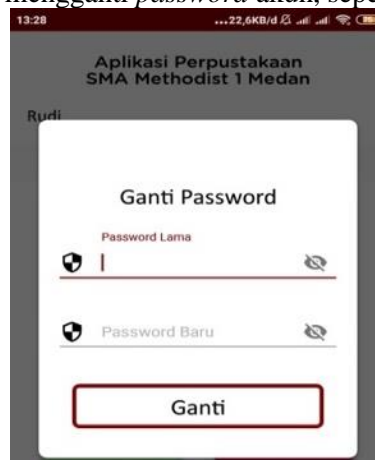 mengganti password akun, sepe
13:28 ...22,6KB/d
Aplikasi Perpustakaan
SMA Methodist 1 Medan
Rudi
Ganti Password
Password Lama
Password Baru
Ganti